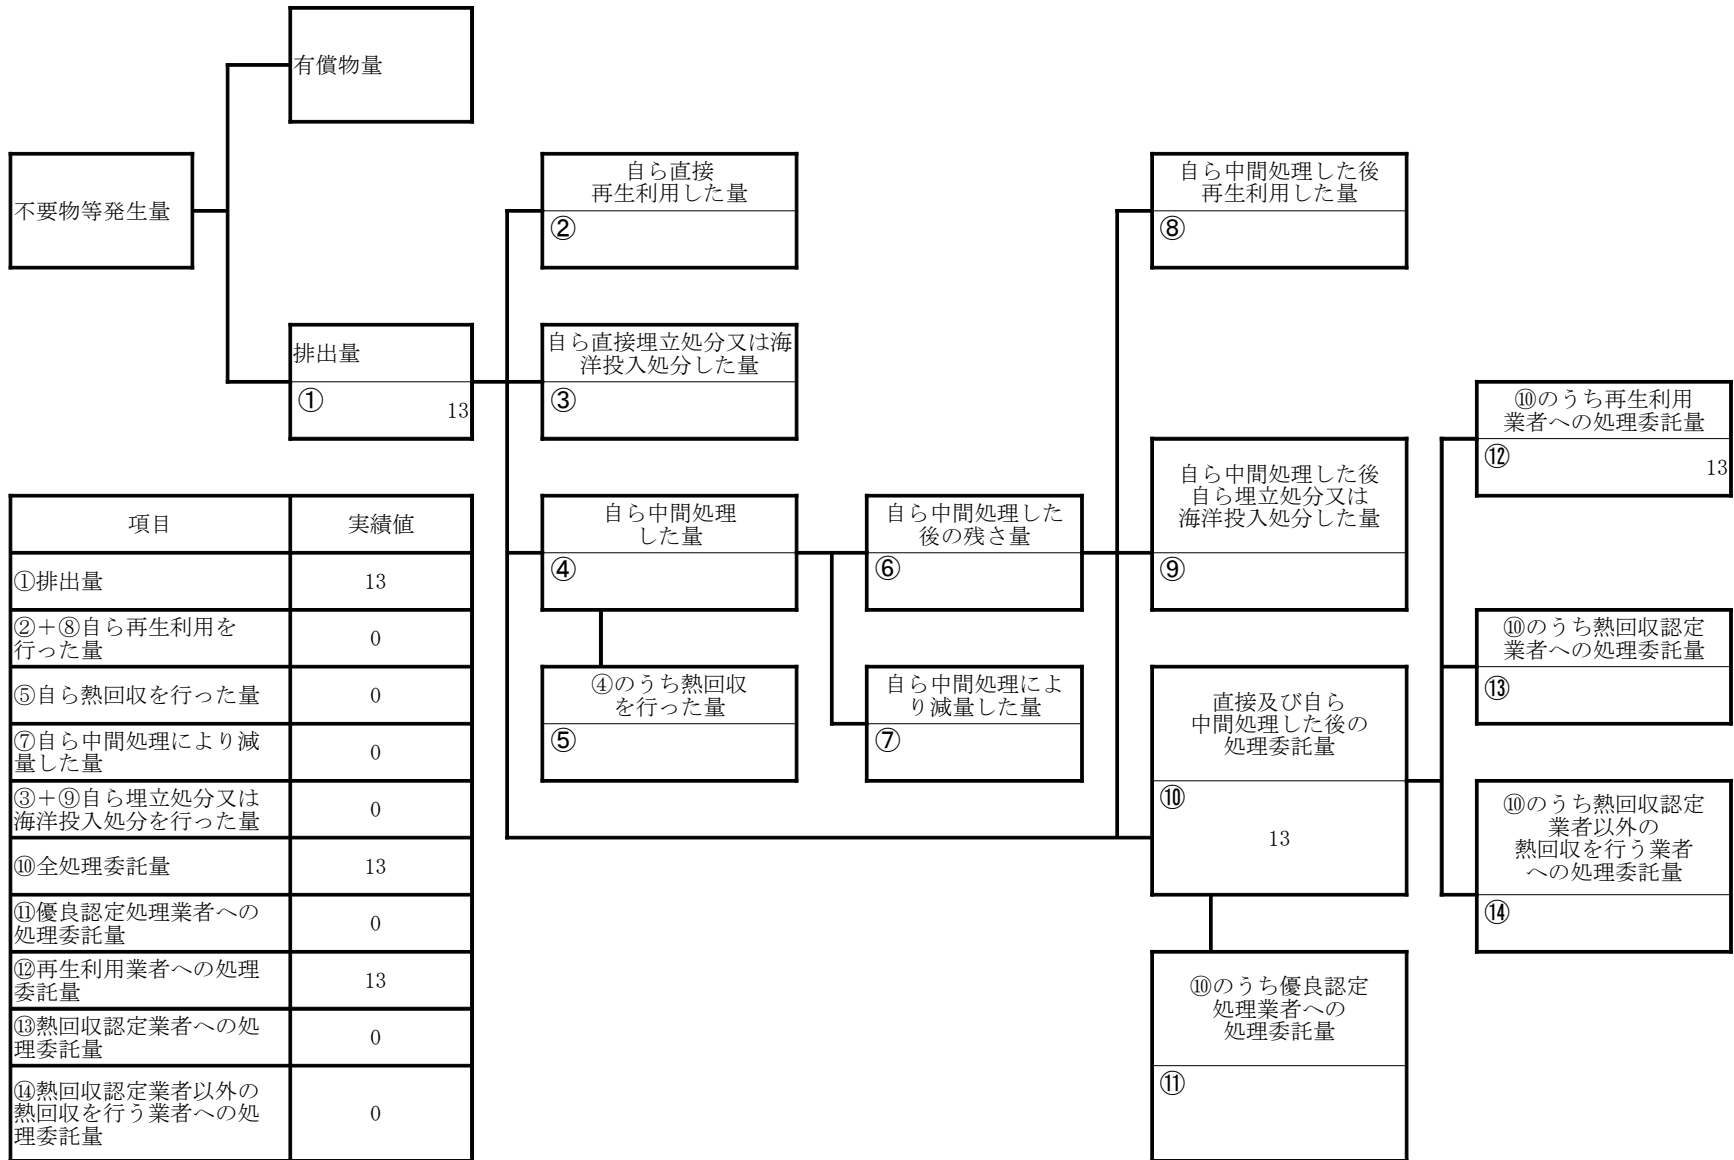 有償物量
不要物等発生量
自ら直接
再生利用した量
②
自ら中間処理した後
再生利用した量
⑧
排出量
①
13
自ら直接埋立処分又は海
洋投入処分した量
③
⑩のうち再生利用
業者への処理委託量
⑫
13
自ら中間処理した後
自ら埋立処分又は
海洋投入処分した量
⑨
自ら中間処理
した量
④
自ら中間処理した
後の残さ量
⑥
⑩のうち熱回収認定
業者への処理委託量
⑬
④のうち熱回収
を行った量
⑤
自ら中間処理によ
り減量した量
⑦
直接及び自ら
中間処理した後の
処理委託量
⑩
13
⑩のうち熱回収認定
業者以外の
熱回収を行う業者
への処理委託量
⑭
⑩のうち優良認定
処理業者への
処理委託量
⑪
項目 実績値
①排出量 13
②+⑧自ら再生利用を
行った量 0
⑤自ら熱回収を行った量 0
⑦自ら中間処理により減
量した量 0
③+⑨自ら埋立処分又は
海洋投入処分を行った量 0
⑩全処理委託量 13
⑪優良認定処理業者への
処理委託量 0
⑫再生利用業者への処理
委託量 13
⑬熱回収認定業者への処
理委託量 0
⑭熱回収認定業者以外の
熱回収を行う業者への処
理委託量 0